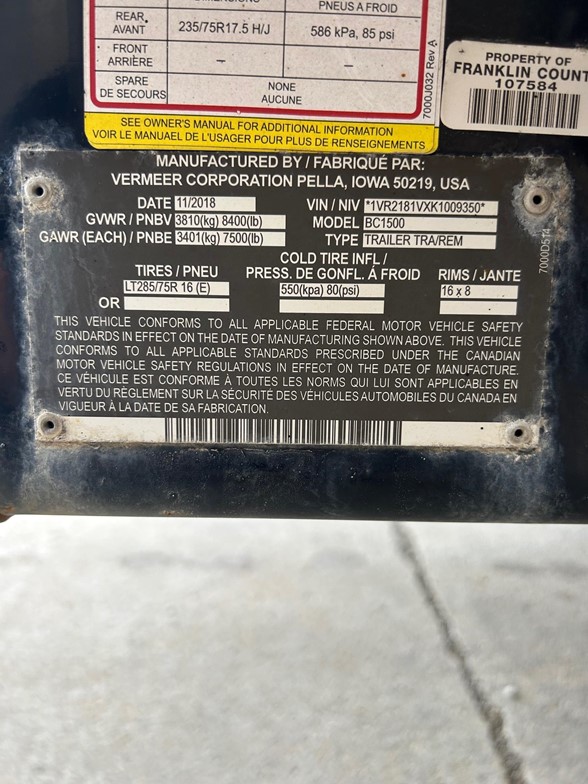 PNEUS A FROID
REAR
AVANT
235/75R17.5 H/J
586 kPa, 85 psi
FRONT
ARRIÈRE
–
–
SPARE
DE SECOURS
NONE
AUCUNE
7000J032 Rev A
SEE OWNER'S MANUAL FOR ADDITIONAL INFORMATION
VOIR LE MANUEL DE L'USAGER POUR PLUS DE RENSEIGNEMENTS
PROPERTY OF
FRANKLIN COUNT
107584
MANUFACTURED BY / FABRIQUÉ PAR:
VERMEER CORPORATION PELLA, IOWA 50219, USA
DATE 11/2018 VIN / NIV *1VR2181VXK1009350*
GVWR / PNBV 3810(kg) 8400(lb) MODEL BC1500
GAWR (EACH) / PNBE 3401(kg) 7500(lb) TYPE TRAILER TRA/REM
COLD TIRE INFL /
TIRES / PNEU PRESS. DE GONFL. Á FROID RIMS / JANTE
LT285/75R 16 (E) 550(kpa) 80(psi) 16 x 8
OR
7000D5T4
THIS VEHICLE CONFORMS TO ALL APPLICABLE FEDERAL MOTOR VEHICLE SAFETY
STANDARDS IN EFFECT ON THE DATE OF MANUFACTURING SHOWN ABOVE. THIS VEHICLE
CONFORMS TO ALL APPLICABLE STANDARDS PRESCRIBED UNDER THE CANADIAN
MOTOR VEHICLE SAFETY REGULATIONS IN EFFECT ON THE DATE OF MANUFACTURE.
CE VÉHICULE EST CONFORME À TOUTES LES NORMS QUI LUI SONT APPLICABLES EN
VERTU DU RÈGLEMENT SUR LA SÉCURITÉ DES VÉHICULES AUTOMOBILES DU CANADA EN
VIGUEUR À LA DATE DE SA FABRICATION.